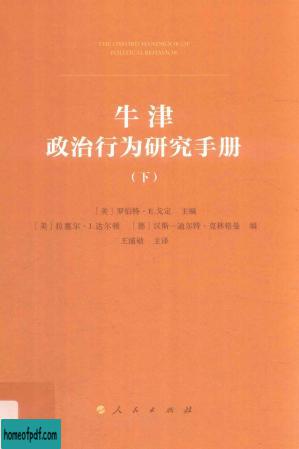 THE OXFORD HANDBOOK OF
POLITICAL BEHAVIOR
牛津
政治行为研究手册
(下)
[美]罗伯特·E.戈定 主编
[美]拉塞尔·J.达尔顿 [德]汉斯—迪尔特·克林格曼 编
王浦劬 主译
人民出版社
homeofpdf.com